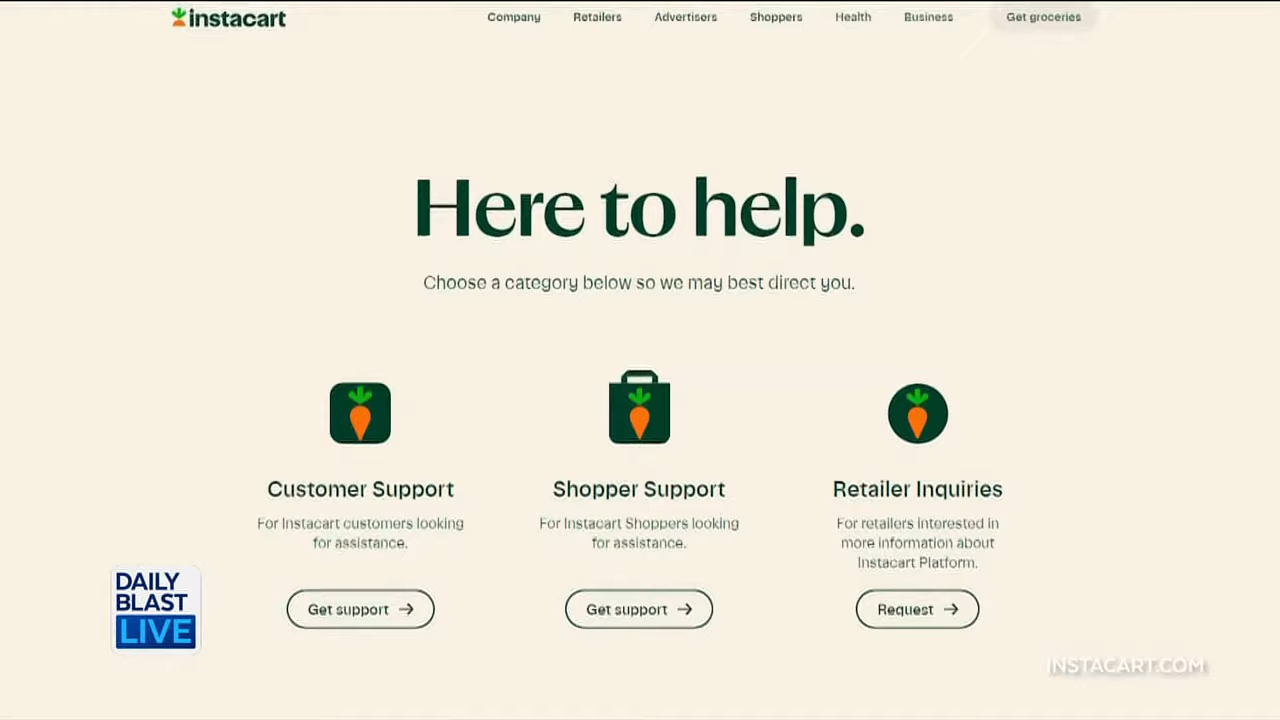 instacart
Company Retailers Advertisers Shoppers Health Business Get groceries
Here to help.
Choose a category below so we may best direct you.
Customer Support
For Instacart customers looking
for assistance.
Get support →
Shopper Support
For Instacart Shoppers looking
for assistance.
Get support →
Retailer Inquiries
For retailers interested in
more information about
Instacart Platform.
Request →
DAILY
BLAST
LIVE
INSTACART.COM